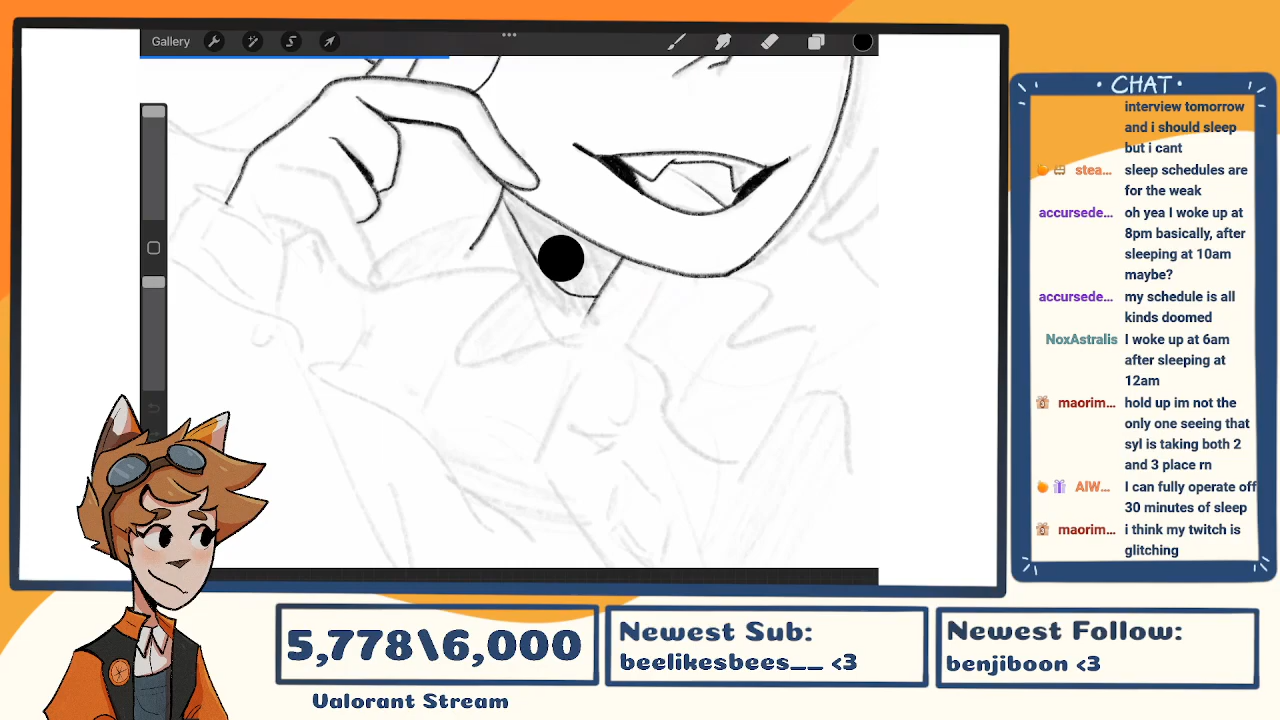 Gallery
• CHAT •
interview tomorrow
and i should sleep
but i cant
stea... sleep schedules are
for the weak
accursede... oh yea I woke up at
8pm basically, after
sleeping at 10am
maybe?
accursede... my schedule is all
kinds doomed
NoxAstralis I woke up at 6am
after sleeping at
12am
maorim... hold up im not the
only one seeing that
syl is taking both 2
and 3 place rn
AlW... I can fully operate off
30 minutes of sleep
maorim... i think my twitch is
glitching
5,778\6,000
Valorant Stream
Newest Sub:
beelikesbees__ <3
Newest Follow:
benjiboon <3